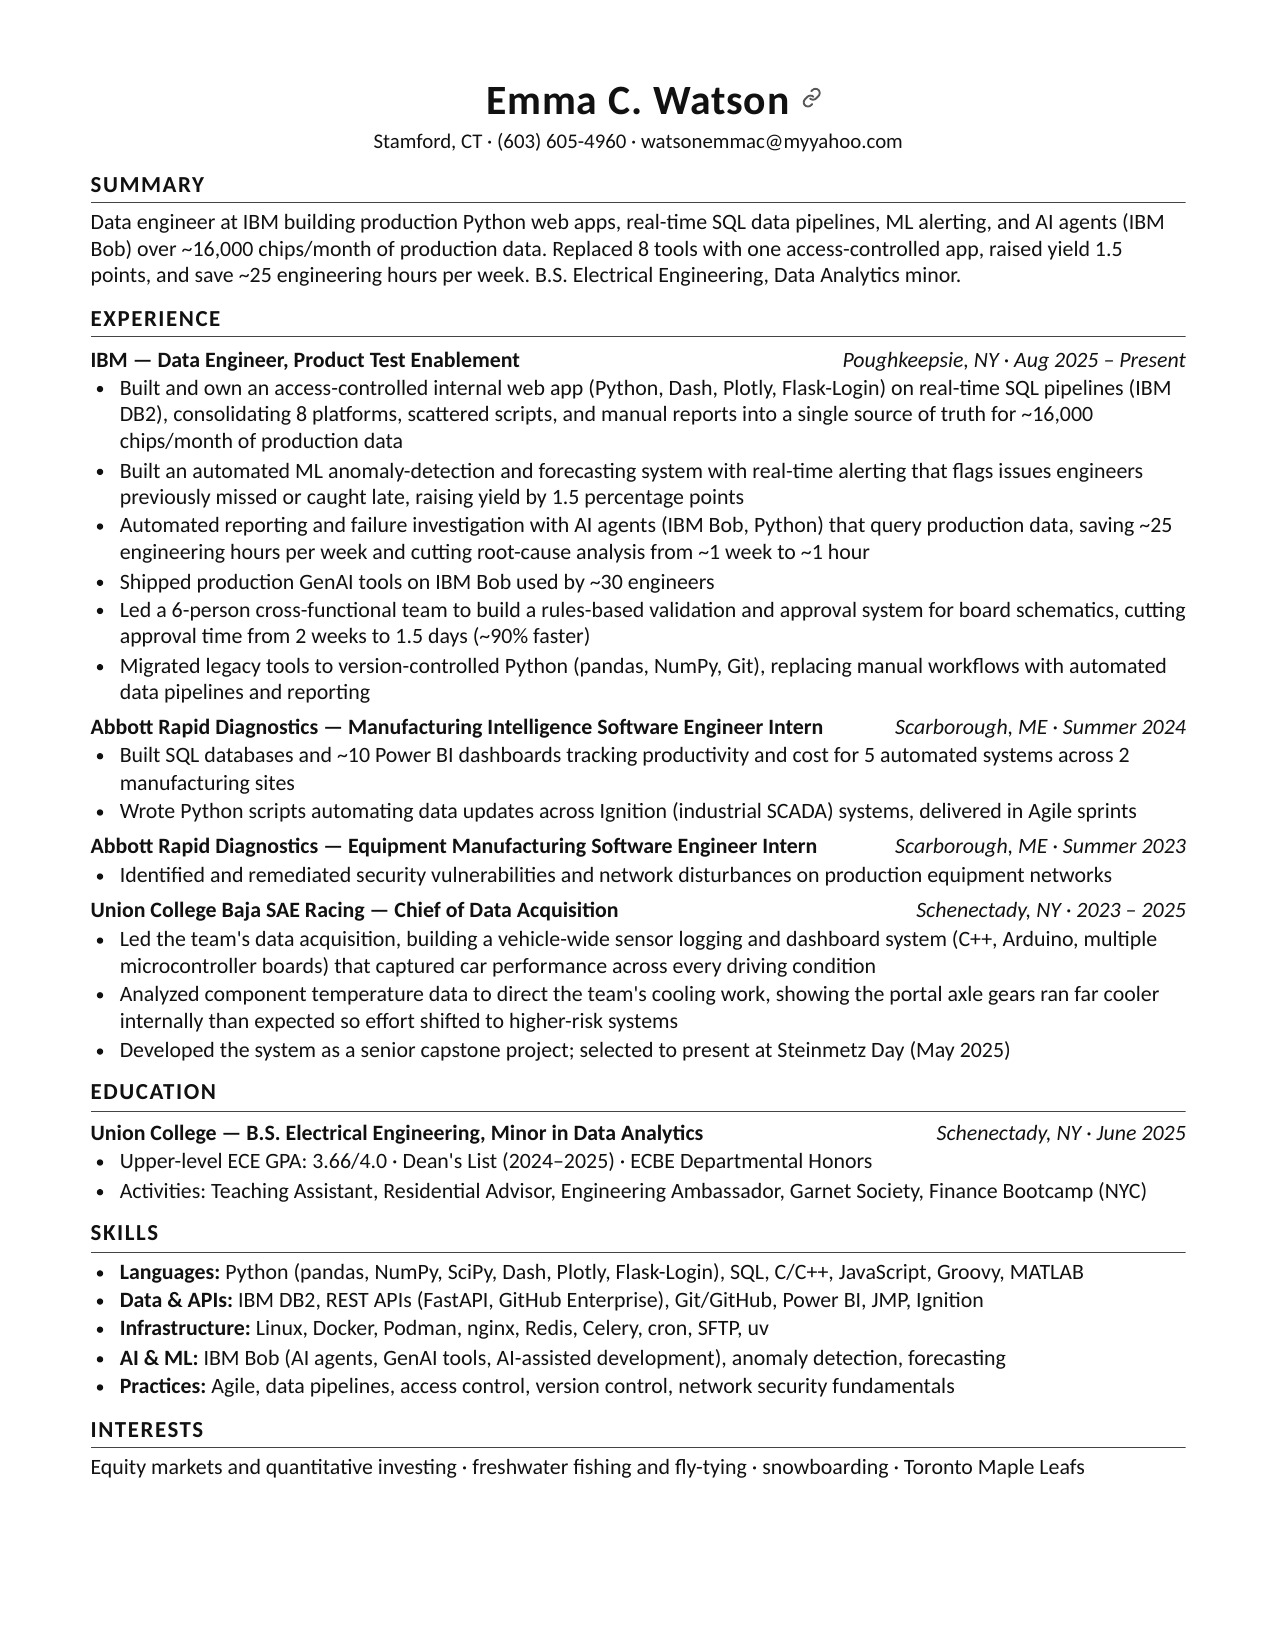 Emma C. Watson
Stamford, CT · (603) 605-4960 · watsonemmac@myyahoo.com
SUMMARY
Data engineer at IBM building production Python web apps, real-time SQL data pipelines, ML alerting, and AI agents (IBM
Bob) over ~16,000 chips/month of production data. Replaced 8 tools with one access-controlled app, raised yield 1.5
points, and save ~25 engineering hours per week. B.S. Electrical Engineering, Data Analytics minor.
EXPERIENCE
IBM — Data Engineer, Product Test Enablement Poughkeepsie, NY · Aug 2025 – Present
• Built and own an access-controlled internal web app (Python, Dash, Plotly, Flask-Login) on real-time SQL pipelines (IBM
DB2), consolidating 8 platforms, scattered scripts, and manual reports into a single source of truth for ~16,000
chips/month of production data
• Built an automated ML anomaly-detection and forecasting system with real-time alerting that flags issues engineers
previously missed or caught late, raising yield by 1.5 percentage points
• Automated reporting and failure investigation with AI agents (IBM Bob, Python) that query production data, saving ~25
engineering hours per week and cutting root-cause analysis from ~1 week to ~1 hour
• Shipped production GenAI tools on IBM Bob used by ~30 engineers
• Led a 6-person cross-functional team to build a rules-based validation and approval system for board schematics, cutting
approval time from 2 weeks to 1.5 days (~90% faster)
• Migrated legacy tools to version-controlled Python (pandas, NumPy, Git), replacing manual workflows with automated
data pipelines and reporting
Abbott Rapid Diagnostics — Manufacturing Intelligence Software Engineer Intern Scarborough, ME · Summer 2024
• Built SQL databases and ~10 Power BI dashboards tracking productivity and cost for 5 automated systems across 2
manufacturing sites
• Wrote Python scripts automating data updates across Ignition (industrial SCADA) systems, delivered in Agile sprints
Abbott Rapid Diagnostics — Equipment Manufacturing Software Engineer Intern Scarborough, ME · Summer 2023
• Identified and remediated security vulnerabilities and network disturbances on production equipment networks
Union College Baja SAE Racing — Chief of Data Acquisition Schenectady, NY · 2023 – 2025
• Led the team's data acquisition, building a vehicle-wide sensor logging and dashboard system (C++, Arduino, multiple
microcontroller boards) that captured car performance across every driving condition
• Analyzed component temperature data to direct the team's cooling work, showing the portal axle gears ran far cooler
internally than expected so effort shifted to higher-risk systems
• Developed the system as a senior capstone project; selected to present at Steinmetz Day (May 2025)
EDUCATION
Union College — B.S. Electrical Engineering, Minor in Data Analytics Schenectady, NY · June 2025
• Upper-level ECE GPA: 3.66/4.0 · Dean's List (2024–2025) · ECBE Departmental Honors
• Activities: Teaching Assistant, Residential Advisor, Engineering Ambassador, Garnet Society, Finance Bootcamp (NYC)
SKILLS
• Languages: Python (pandas, NumPy, SciPy, Dash, Plotly, Flask-Login), SQL, C/C++, JavaScript, Groovy, MATLAB
• Data & APIs: IBM DB2, REST APIs (FastAPI, GitHub Enterprise), Git/GitHub, Power BI, JMP, Ignition
• Infrastructure: Linux, Docker, Podman, nginx, Redis, Celery, cron, SFTP, uv
• AI & ML: IBM Bob (AI agents, GenAI tools, AI-assisted development), anomaly detection, forecasting
• Practices: Agile, data pipelines, access control, version control, network security fundamentals
INTERESTS
Equity markets and quantitative investing · freshwater fishing and fly-tying · snowboarding · Toronto Maple Leafs